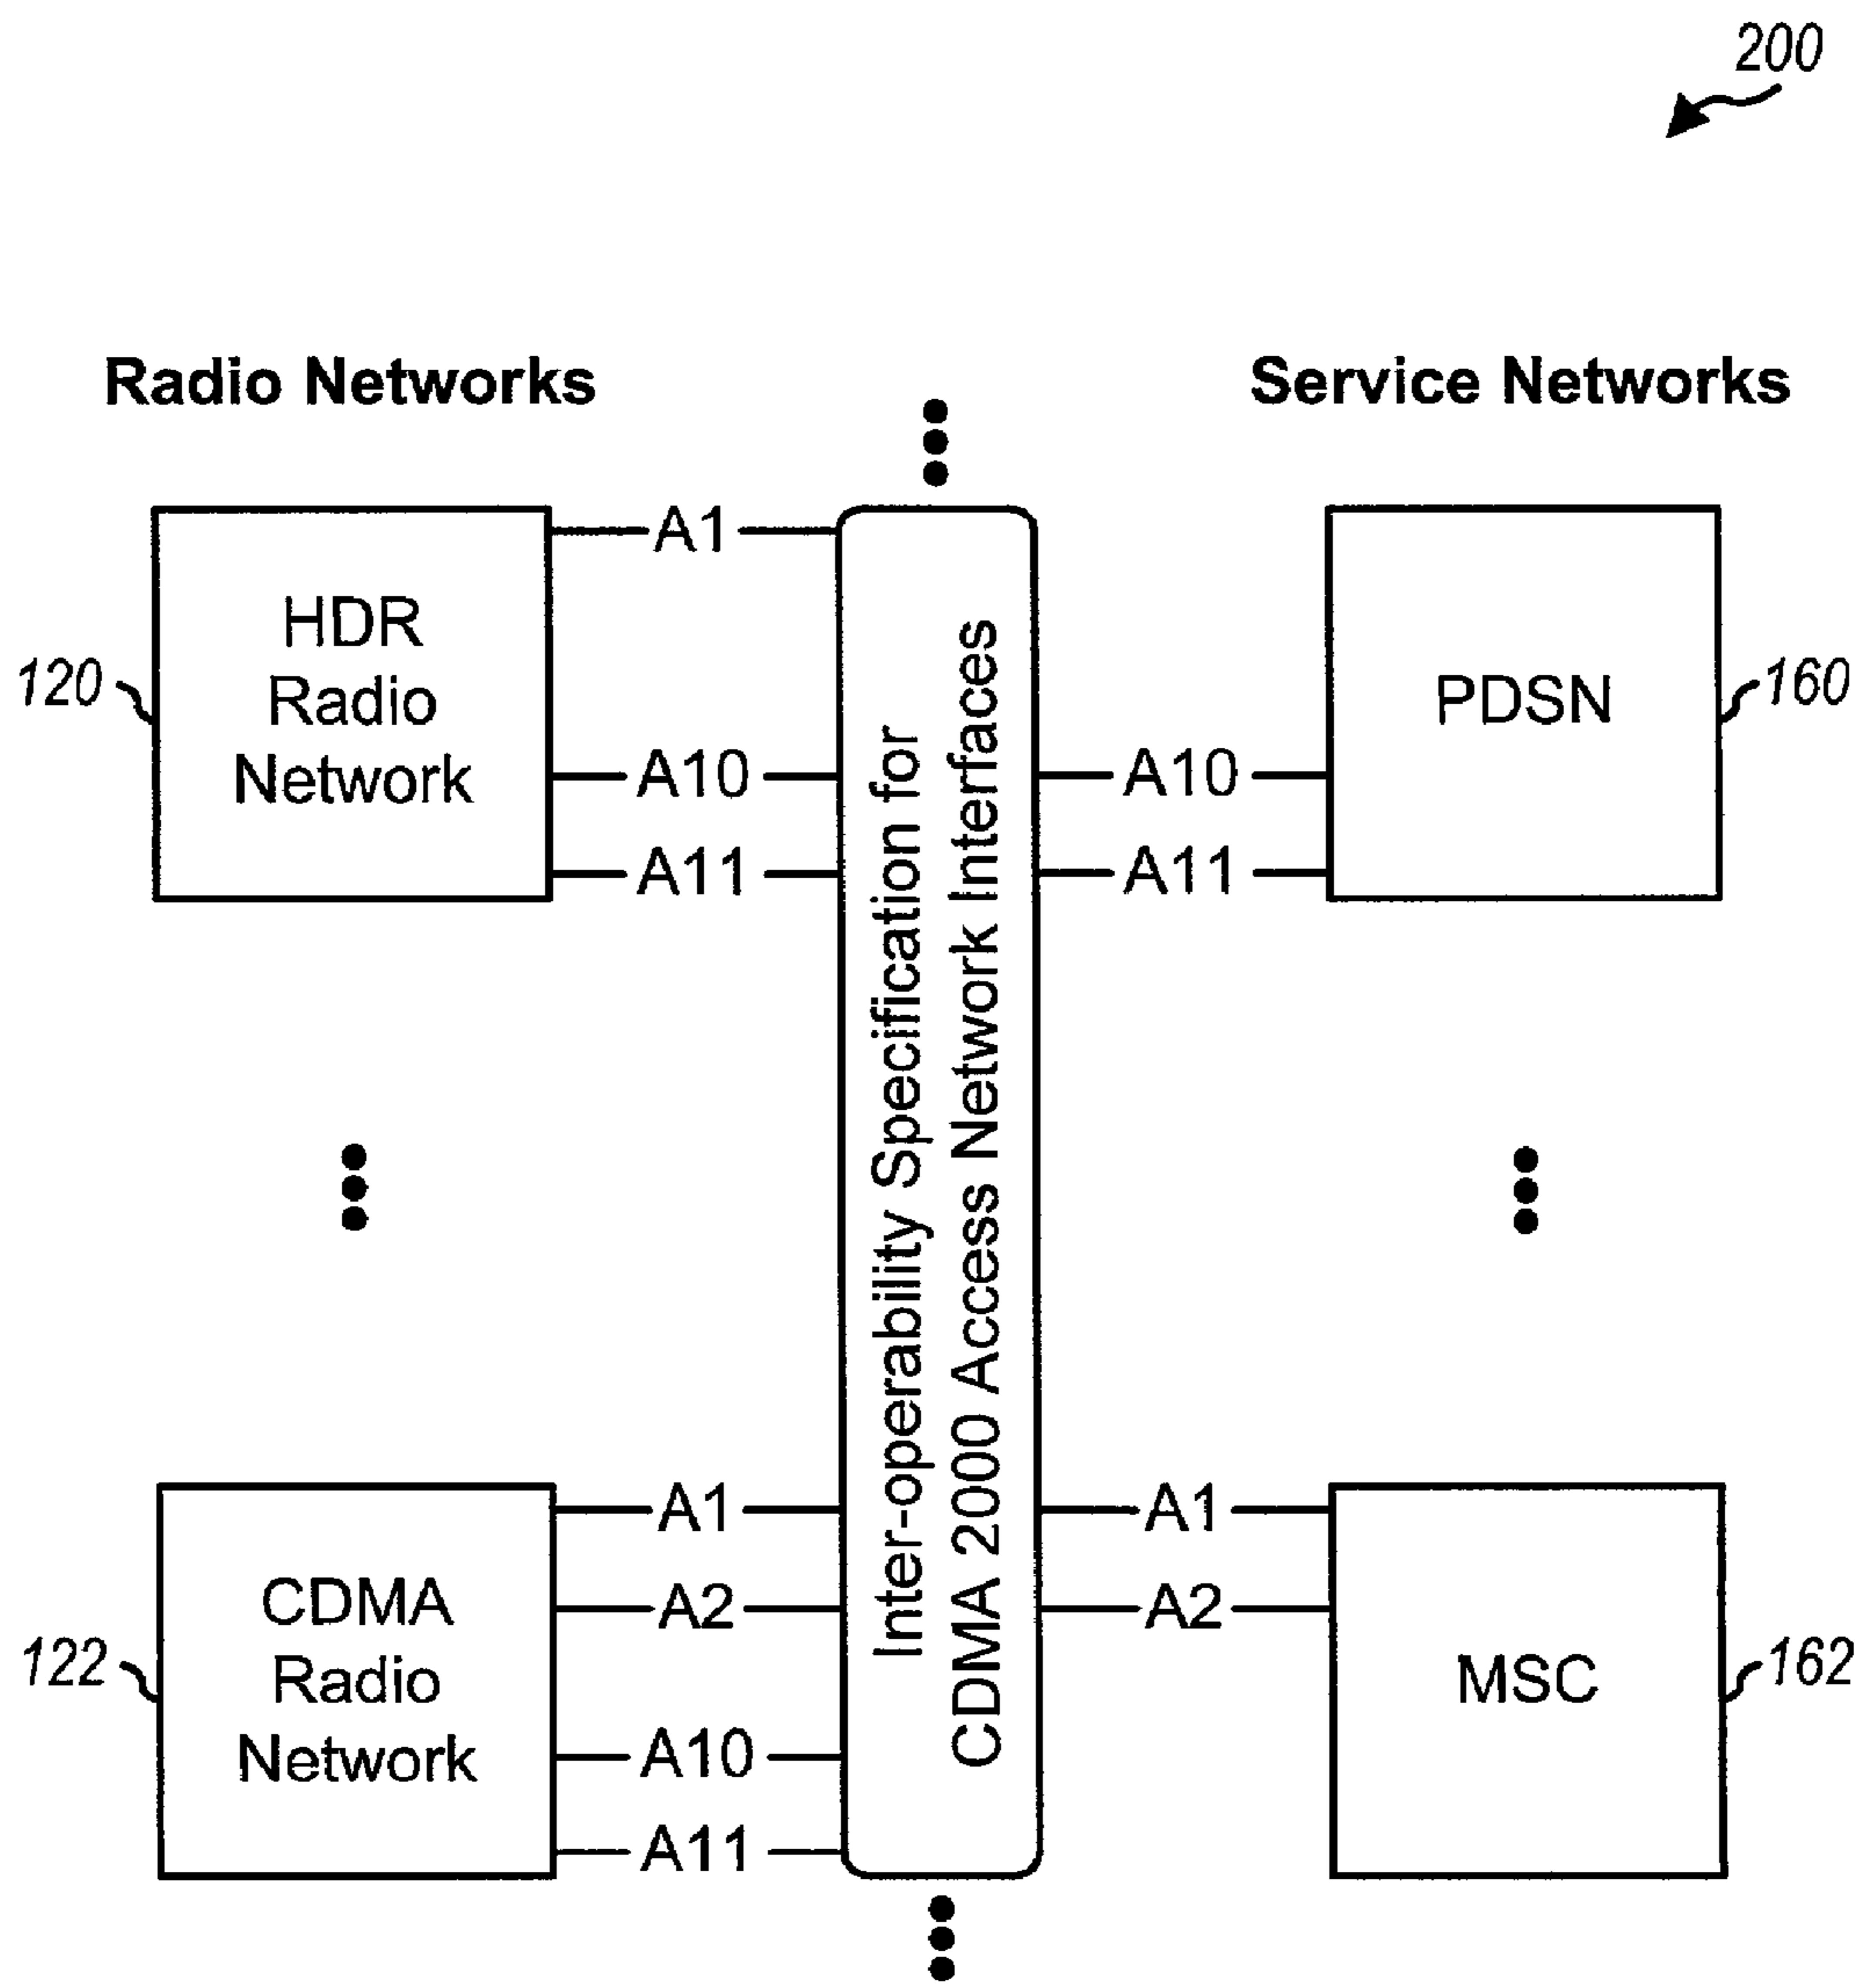 200
Radio Networks
Service Networks
HDR
Radio
Network
120
A1
A10
A11
Inter-operability Specification for
CDMA 2000 Access Network Interfaces
A10
A11
PDSN
160
CDMA
Radio
Network
122
A1
A2
A10
A11
A1
A2
MSC
162